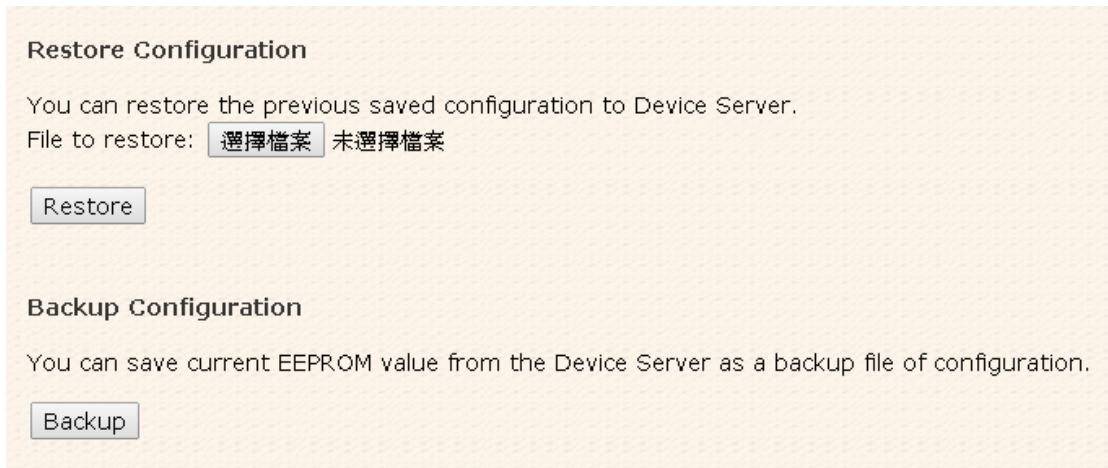 Restore Configuration
You can restore the previous saved configuration to Device Server.
File to restore: 選擇檔案 未選擇檔案
Restore
Backup Configuration
You can save current EEPROM value from the Device Server as a backup file of configuration.
Backup